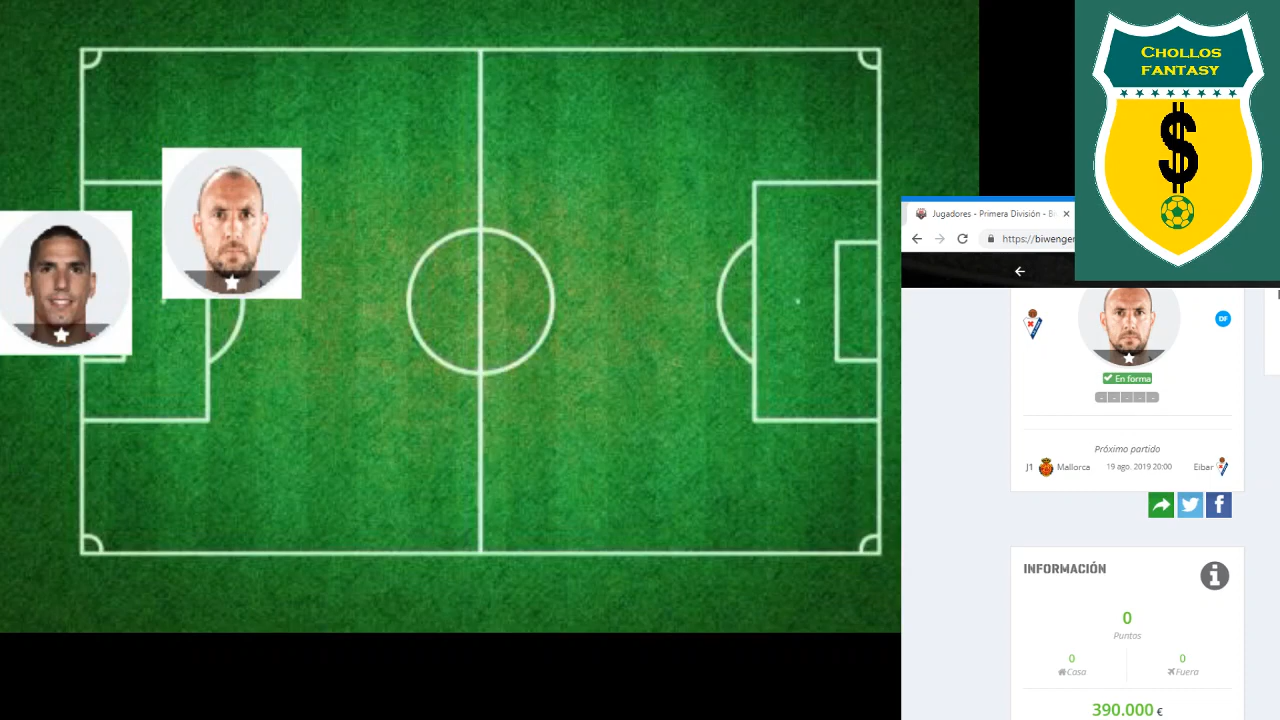 CHOLLOS
FANTASY
$
Jugadores - Primera División - B
https://biwenger
DF
En forma
- - - - -
Próximo partido
J1 Mallorca 19 ago. 2019 20:00 Eibar
INFORMACIÓN
0
Puntos
0 0
Casa Fuera
390.000 €